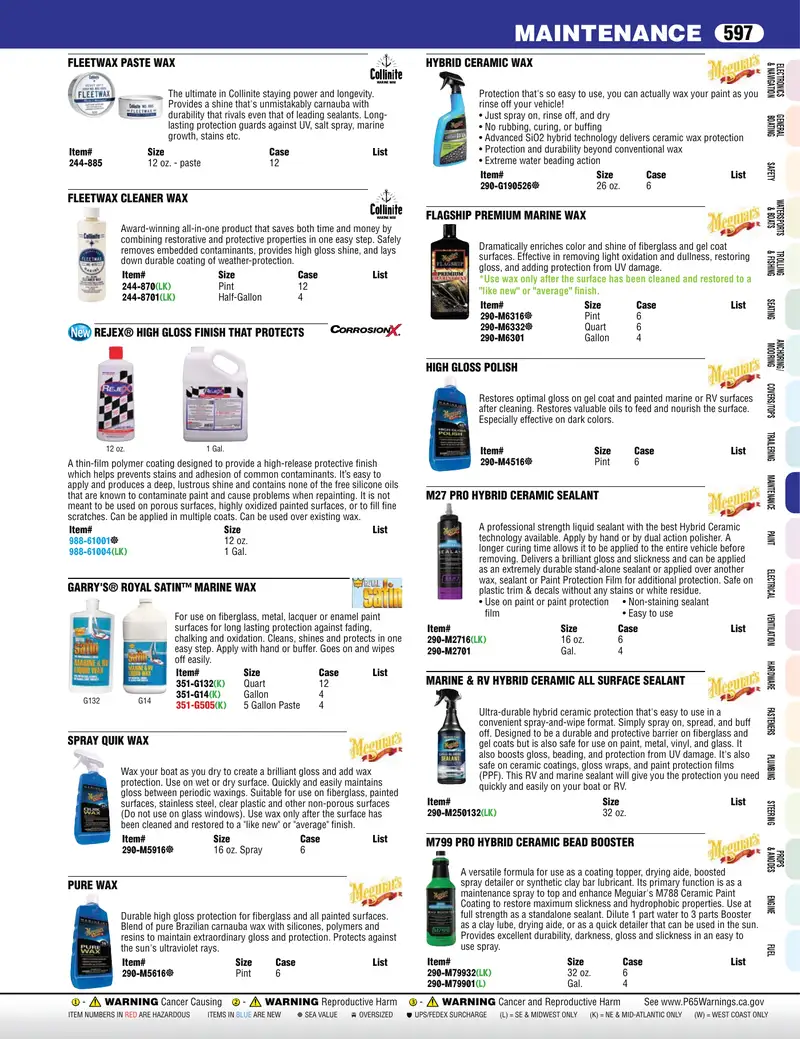 MAINTENANCE 597
FLEETWAX PASTE WAX
Collinite
The ultimate in Collinite staying power and longevity.
Provides a shine that's unmistakably carnauba with
durability that rivals even that of leading sealants. Long-
lasting protection guards against UV, salt spray, marine
growth, stains etc.
Item# Size Case List
244-885 12 oz. - paste 12
FLEETWAX CLEANER WAX
Collinite
Award-winning all-in-one product that saves both time and money by
combining restorative and protective properties in one easy step. Safely
removes embedded contaminants, provides high gloss shine, and lays
down durable coating of weather-protection.
Item# Size Case List
244-870(LK) Pint 12
244-8701(LK) Half-Gallon 4
New REJEX® HIGH GLOSS FINISH THAT PROTECTS
CORROSIONX
12 oz. 1 Gal.
A thin-film polymer coating designed to provide a high-release protective finish
which helps prevents stains and adhesion of common contaminants. It's easy to
apply and produces a deep, lustrous shine and contains none of the free silicone oils
that are known to contaminate paint and cause problems when repainting. It is not
meant to be used on porous surfaces, highly oxidized painted surfaces, or to fill fine
scratches. Can be applied in multiple coats. Can be used over existing wax.
Item# Size List
988-61001 12 oz.
988-61004(LK) 1 Gal.
GARRY'S® ROYAL SATIN™ MARINE WAX
G132 G14
For use on fiberglass, metal, lacquer or enamel paint
surfaces for long lasting protection against fading,
chalking and oxidation. Cleans, shines and protects in one
easy step. Apply with hand or buffer. Goes on and wipes
off easily.
Item# Size Case List
351-G132(K) Quart 12
351-G14(K) Gallon 4
351-G505(K) 5 Gallon Paste 4
SPRAY QUIK WAX
Meguiar's
Wax your boat as you dry to create a brilliant gloss and add wax
protection. Use on wet or dry surface. Quickly and easily maintains
gloss between periodic waxings. Suitable for use on fiberglass, painted
surfaces, stainless steel, clear plastic and other non-porous surfaces
(Do not use on glass windows). Use wax only after the surface has
been cleaned and restored to a "like new" or "average" finish.
Item# Size Case List
290-M5916 16 oz. Spray 6
PURE WAX
Meguiar's
Durable high gloss protection for fiberglass and all painted surfaces.
Blend of pure Brazilian carnauba wax with silicones, polymers and
resins to maintain extraordinary gloss and protection. Protects against
the sun's ultraviolet rays.
Item# Size Case List
290-M5616 Pint 6
HYBRID CERAMIC WAX
Meguiar's
Protection that's so easy to use, you can actually wax your paint as you
rinse off your vehicle!
• Just spray on, rinse off, and dry
• No rubbing, curing, or buffing
• Advanced SiO2 hybrid technology delivers ceramic wax protection
• Protection and durability beyond conventional wax
• Extreme water beading action
Item# Size Case List
290-G190526 26 oz. 6
FLAGSHIP PREMIUM MARINE WAX
Meguiar's
Dramatically enriches color and shine of fiberglass and gel coat
surfaces. Effective in removing light oxidation and dullness, restoring
gloss, and adding protection from UV damage.
*Use wax only after the surface has been cleaned and restored to a
"like new" or "average" finish.
Item# Size Case List
290-M6316 Pint 6
290-M6332 Quart 6
290-M6301 Gallon 4
HIGH GLOSS POLISH
Meguiar's
Restores optimal gloss on gel coat and painted marine or RV surfaces
after cleaning. Restores valuable oils to feed and nourish the surface.
Especially effective on dark colors.
Item# Size Case List
290-M4516 Pint 6
M27 PRO HYBRID CERAMIC SEALANT
Meguiar's
A professional strength liquid sealant with the best Hybrid Ceramic
technology available. Apply by hand or by dual action polisher. A
longer curing time allows it to be applied to the entire vehicle before
removing. Delivers a brilliant gloss and slickness and can be applied
as an extremely durable stand-alone sealant or applied over another
wax, sealant or Paint Protection Film for additional protection. Safe on
plastic trim & decals without any stains or white residue.
• Use on paint or paint protection • Non-staining sealant
film • Easy to use
Item# Size Case List
290-M2716(LK) 16 oz. 6
290-M2701 Gal. 4
MARINE & RV HYBRID CERAMIC ALL SURFACE SEALANT
Meguiar's
Ultra-durable hybrid ceramic protection that's easy to use in a
convenient spray-and-wipe format. Simply spray on, spread, and buff
off. Designed to be a durable and protective barrier on fiberglass and
gel coats but is also safe for use on paint, metal, vinyl, and glass. It
also boosts gloss, beading, and protection from UV damage. It's also
safe on ceramic coatings, gloss wraps, and paint protection films
(PPF). This RV and marine sealant will give you the protection you need
quickly and easily on your boat or RV.
Item# Size List
290-M250132(LK) 32 oz.
M799 PRO HYBRID CERAMIC BEAD BOOSTER
Meguiar's
A versatile formula for use as a coating topper, drying aide, boosted
spray detailer or synthetic clay bar lubricant. Its primary function is as a
maintenance spray to top and enhance Meguiar's M788 Ceramic Paint
Coating to restore maximum slickness and hydrophobic properties. Use at
full strength as a standalone sealant. Dilute 1 part water to 3 parts Booster
as a clay lube, drying aide, or as a quick detailer that can be used in the sun.
Provides excellent durability, darkness, gloss and slickness in an easy to
use spray.
Item# Size Case List
290-M79932(LK) 32 oz. 6
290-M79901(L) Gal. 4
ELECTRONICS
& NAVIGATION
GENERAL
BOATING
SAFETY
WATERSPORTS
& BOATS
TROLLING
& FISHING
SEATING
ANCHORING/
MOORING
COVERS/TOPS
TRAILERING
MAINTENANCE
PAINT
ELECTRICAL
VENTILATION
HARDWARE
FASTENERS
PLUMBING
STEERING
PROPS
& ANODES
ENGINE
FUEL
1 - WARNING Cancer Causing 2 - WARNING Reproductive Harm 3 - WARNING Cancer and Reproductive Harm See www.P65Warnings.ca.gov
ITEM NUMBERS IN RED ARE HAZARDOUS ITEMS IN BLUE ARE NEW SEA VALUE OVERSIZED UPS/FEDEX SURCHARGE (L) = SE & MIDWEST ONLY (K) = NE & MID-ATLANTIC ONLY (W) = WEST COAST ONLY